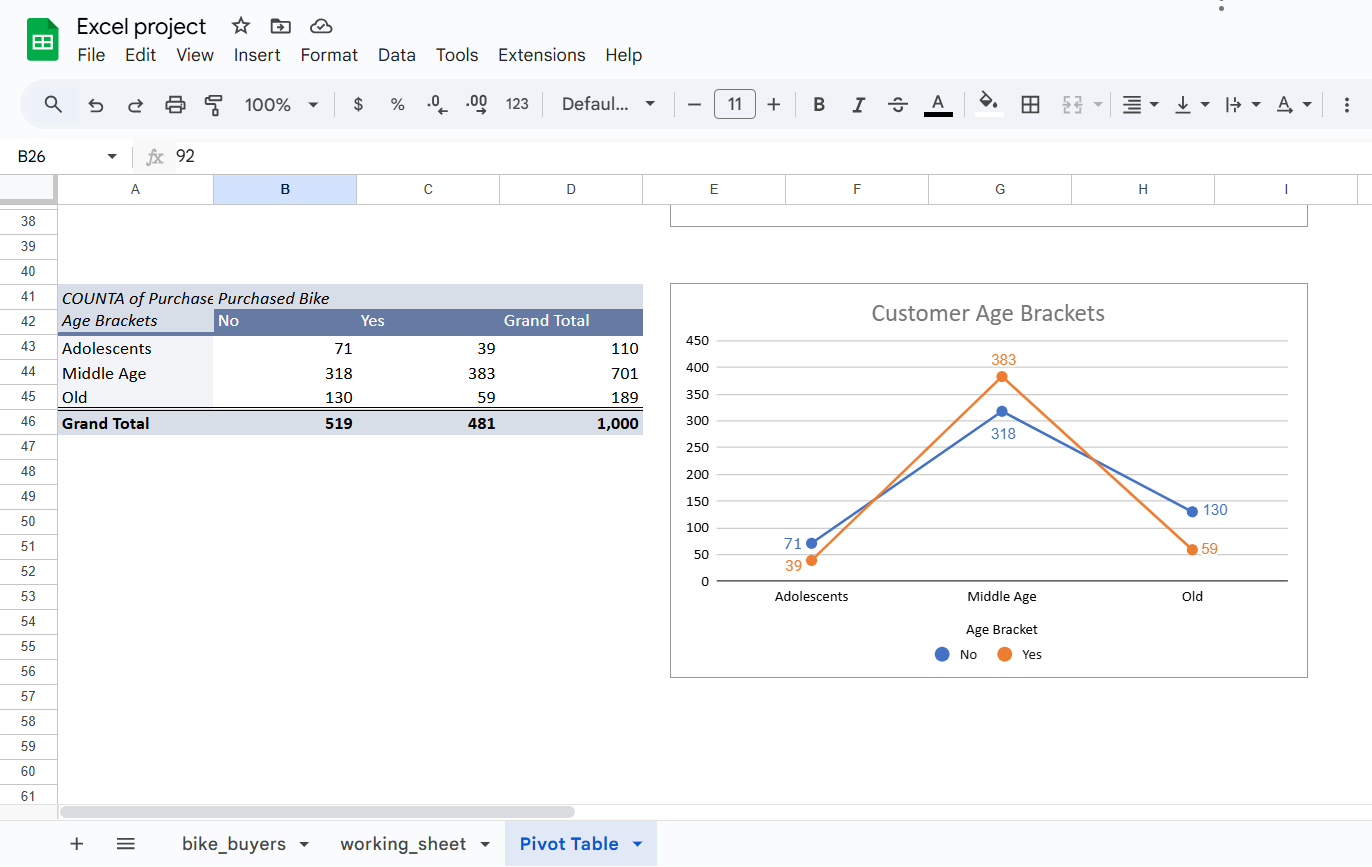 Excel project
File Edit View Insert Format Data Tools Extensions Help
100% $ % .0 .00 123 Defaul... 11 B I S A A
B26 fx 92
A B C D E F G H I
38
39
40
41 COUNTA of Purchase Purchased Bike
42 Age Brackets No Yes Grand Total
43 Adolescents 71 39 110
44 Middle Age 318 383 701
45 Old 130 59 189
46 Grand Total 519 481 1,000
47
48
49
50
51
52
53
54
55
56
57
58
59
60
61
Customer Age Brackets
450
400
350
300
250
200
150
100
50
0
383
318
71
39
130
59
Adolescents Middle Age Old
Age Bracket
No Yes
bike_buyers working_sheet Pivot Table